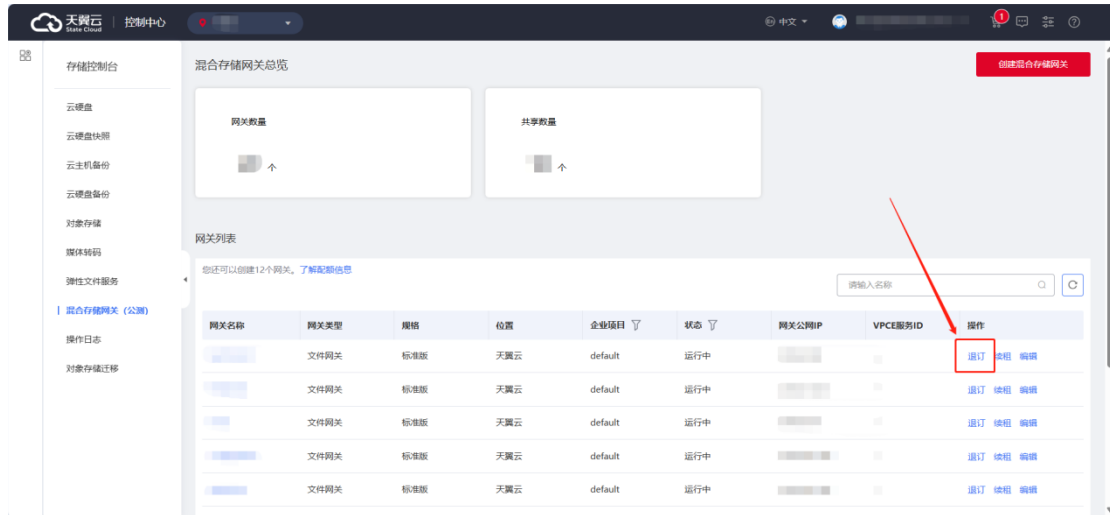 天翼云 State Cloud 控制中心 中文 1
存储控制台
云硬盘
云硬盘快照
云主机备份
云硬盘备份
对象存储
媒体转码
弹性文件服务
混合存储网关（公测）
操作日志
对象存储迁移
混合存储网关总览 创建混合存储网关
网关数量 共享数量
个 个
网关列表
您还可以创建12个网关。了解配额信息
请输入名称
网关名称 网关类型 规格 位置 企业项目 状态 网关公网IP VPCE服务ID 操作
文件网关 标准版 天翼云 default 运行中 退订 续租 编辑
文件网关 标准版 天翼云 default 运行中 退订 续租 编辑
文件网关 标准版 天翼云 default 运行中 退订 续租 编辑
文件网关 标准版 天翼云 default 运行中 退订 续租 编辑
文件网关 标准版 天翼云 default 运行中 退订 续租 编辑